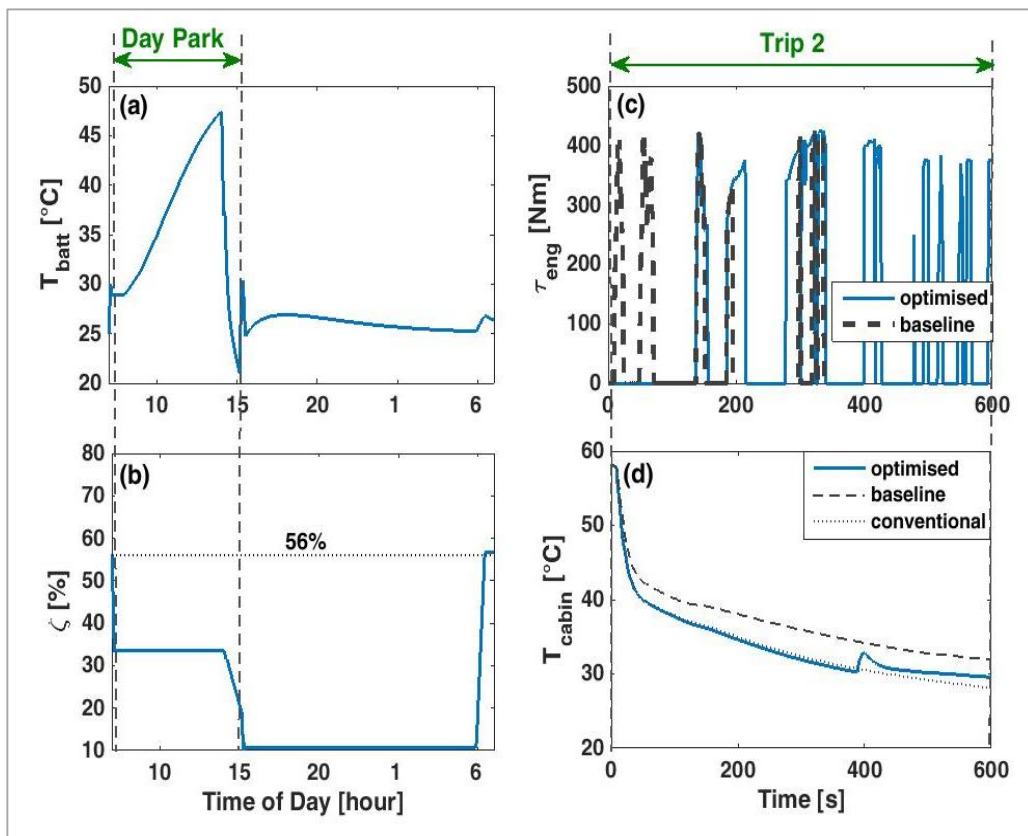 Day Park
Trip 2
(a)
50
45
40
35
30
25
20
T_batt [°C]
10 15 20 1 6
(c)
500
400
300
200
100
0
τ_eng [Nm]
optimised
baseline
0 200 400 600
(b)
80
70
60
50
40
30
20
10
ζ [%]
56%
10 15 20 1 6
Time of Day [hour]
(d)
60
50
40
30
20
T_cabin [°C]
optimised
baseline
conventional
0 200 400 600
Time [s]